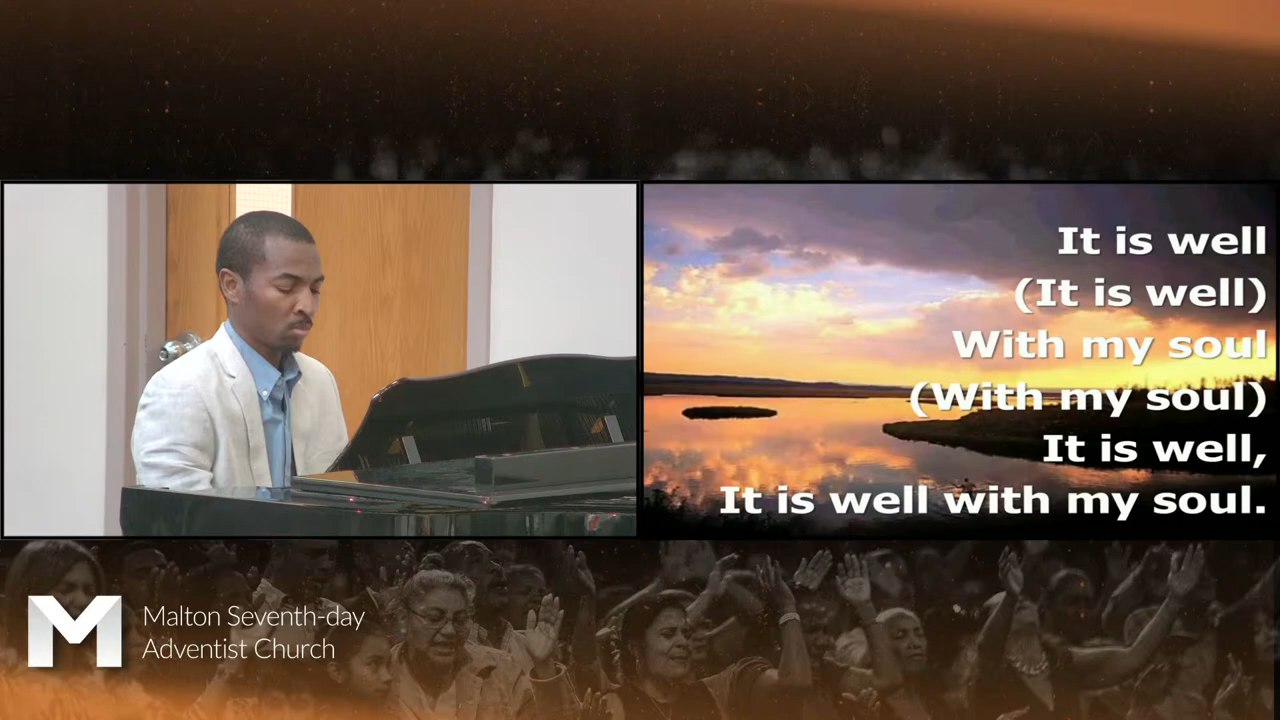 It is well
(It is well)
With my soul
(With my soul)
It is well,
It is well with my soul.
M Malton Seventh-day
Adventist Church